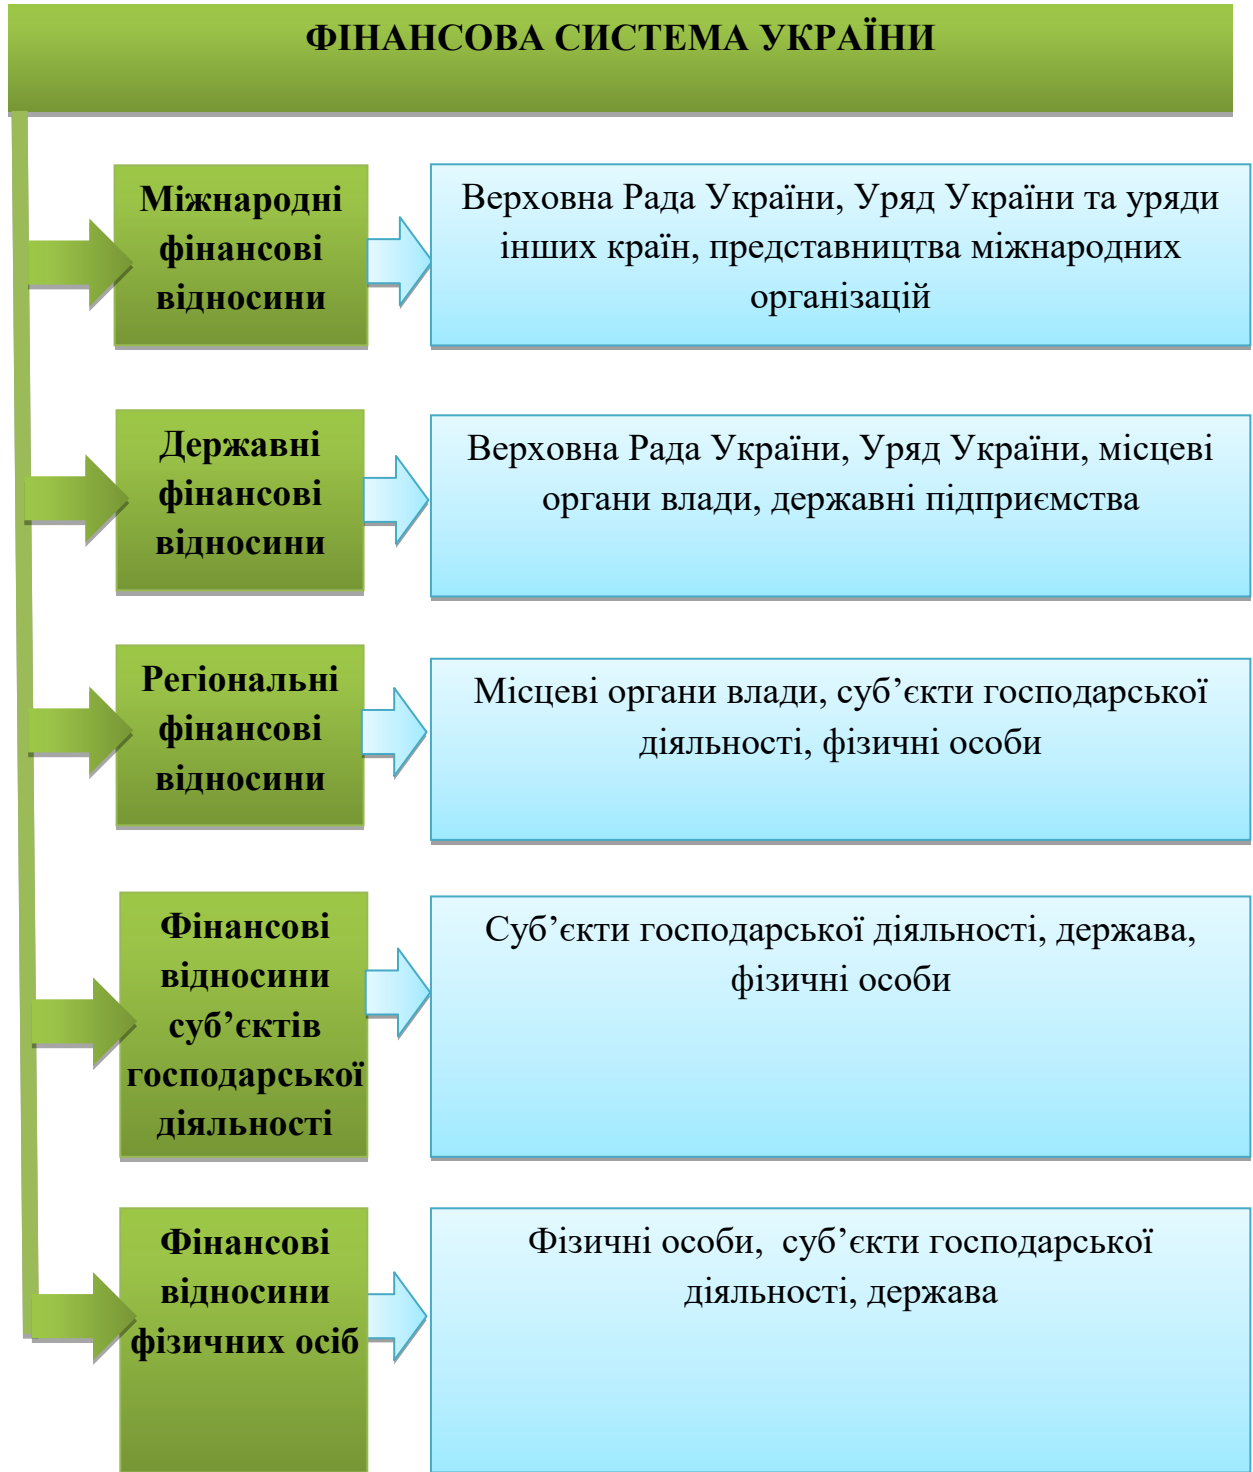 ФІНАНСОВА СИСТЕМА УКРАЇНИ
Міжнародні
фінансові
відносини
Верховна Рада України, Уряд України та уряди
інших країн, представництва міжнародних
організацій
Державні
фінансові
відносини
Верховна Рада України, Уряд України, місцеві
органи влади, державні підприємства
Регіональні
фінансові
відносини
Місцеві органи влади, суб’єкти господарської
діяльності, фізичні особи
Фінансові
відносини
суб’єктів
господарської
діяльності
Суб’єкти господарської діяльності, держава,
фізичні особи
Фінансові
відносини
фізичних осіб
Фізичні особи,  суб’єкти господарської
діяльності, держава